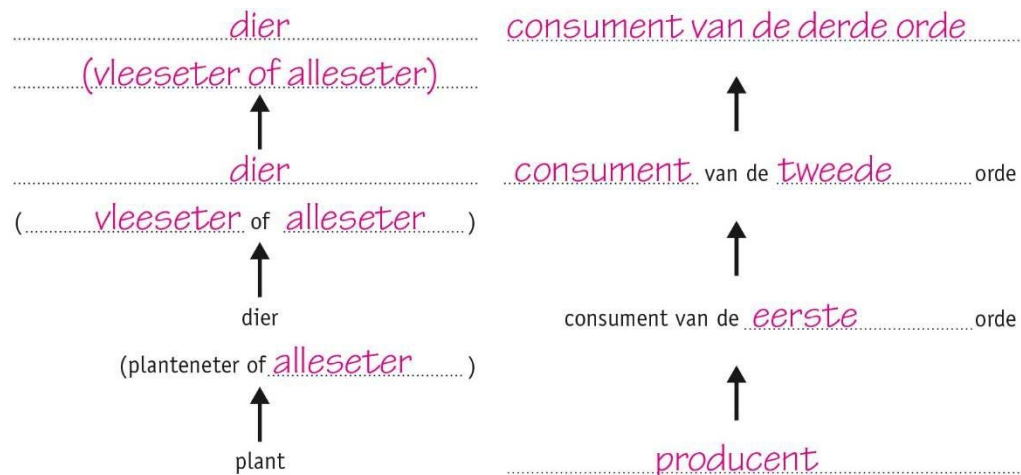 dier
(vleeseter of alleseter)
dier
( vleeseter of alleseter )
dier
(planteneter of alleseter )
plant
consument van de derde orde
consument van de tweede orde
consument van de eerste orde
producent